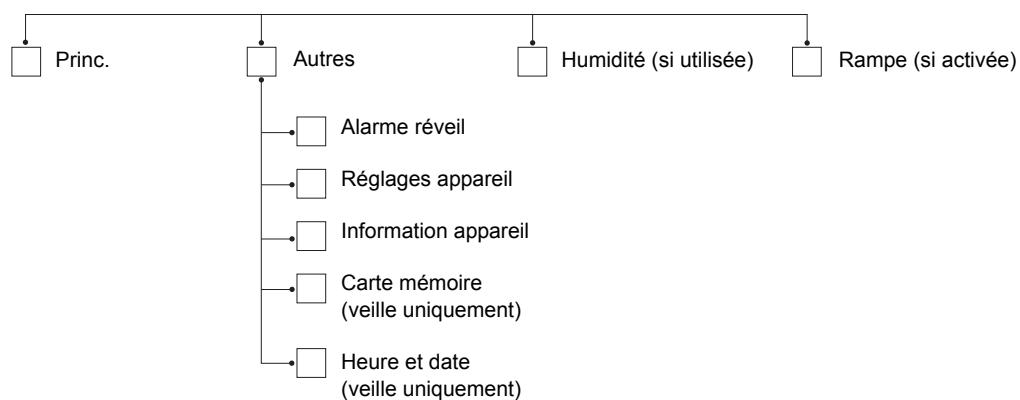 Princ.
Autres
Humidité (si utilisée)
Rampe (si activée)
Alarme réveil
Réglages appareil
Information appareil
Carte mémoire
(veille uniquement)
Heure et date
(veille uniquement)